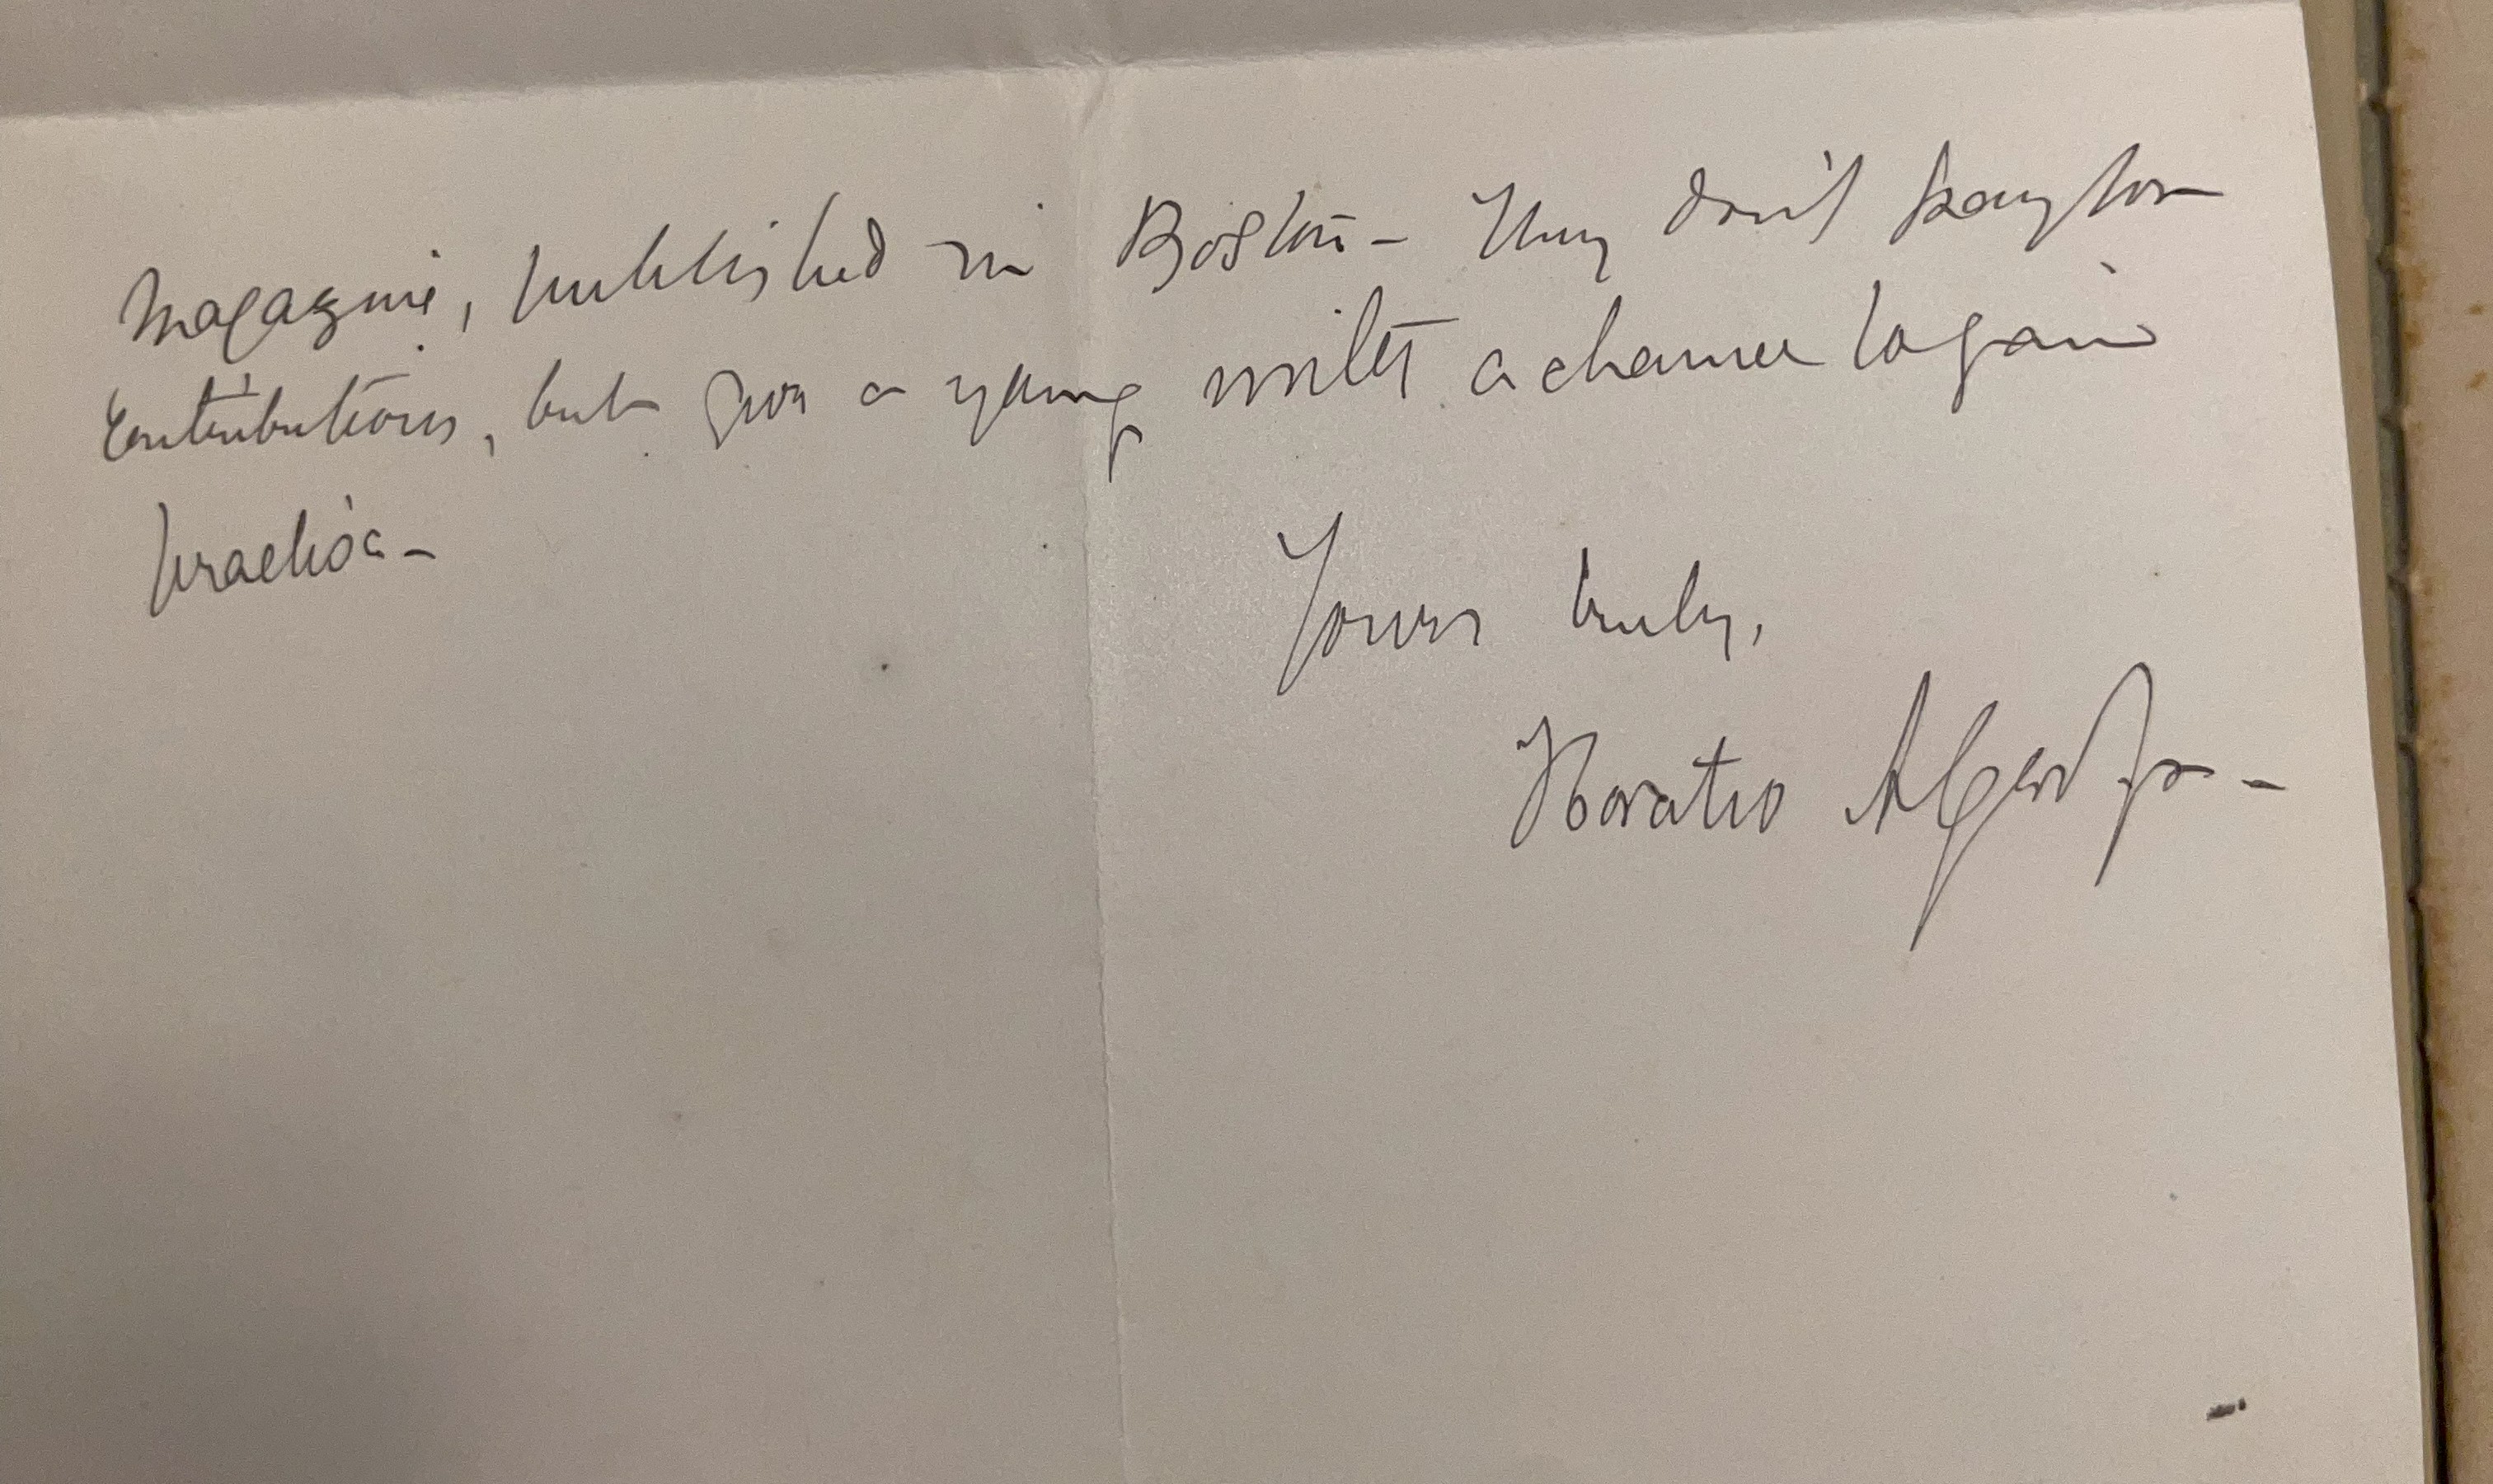 Magazine, published in Boston - They don't pay for
contributions, but give a young writer a chance to gain
practice -
Yours truly,
Horatio Alger Jr -